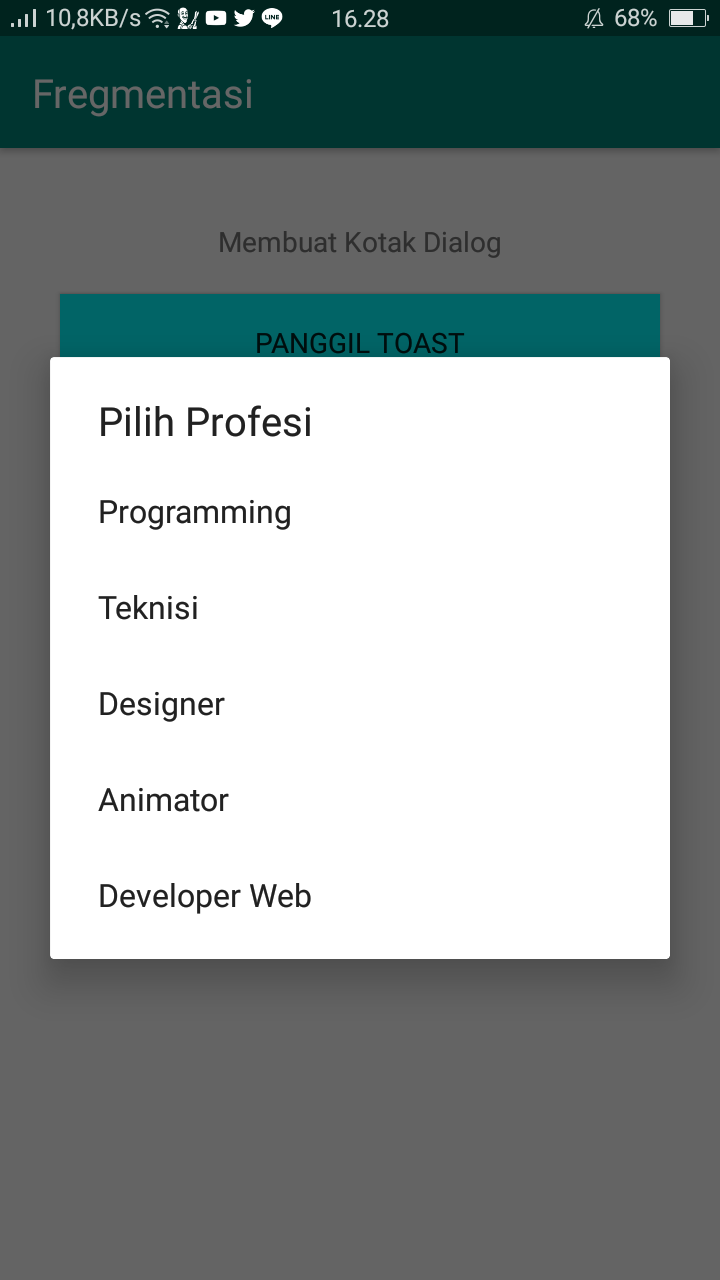 10,8KB/s LINE 16.28 68%
Fregmentasi
Membuat Kotak Dialog
PANGGIL TOAST
Pilih Profesi
Programming
Teknisi
Designer
Animator
Developer Web